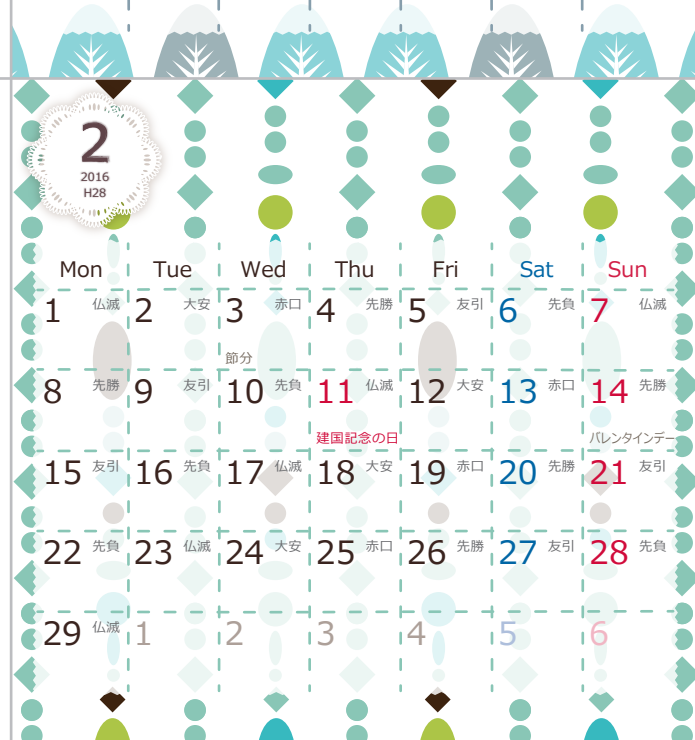 2
2016
H28
Mon Tue Wed Thu Fri Sat Sun
1 仏滅 2 大安 3 赤口 4 先勝 5 友引 6 先負 7 仏滅
節分
8 先勝 9 友引 10 先負 11 仏滅 12 大安 13 赤口 14 先勝
建国記念の日 バレンタインデー
15 友引 16 先負 17 仏滅 18 大安 19 赤口 20 先勝 21 友引
22 先負 23 仏滅 24 大安 25 赤口 26 先勝 27 友引 28 先負
29 仏滅 1 2 3 4 5 6